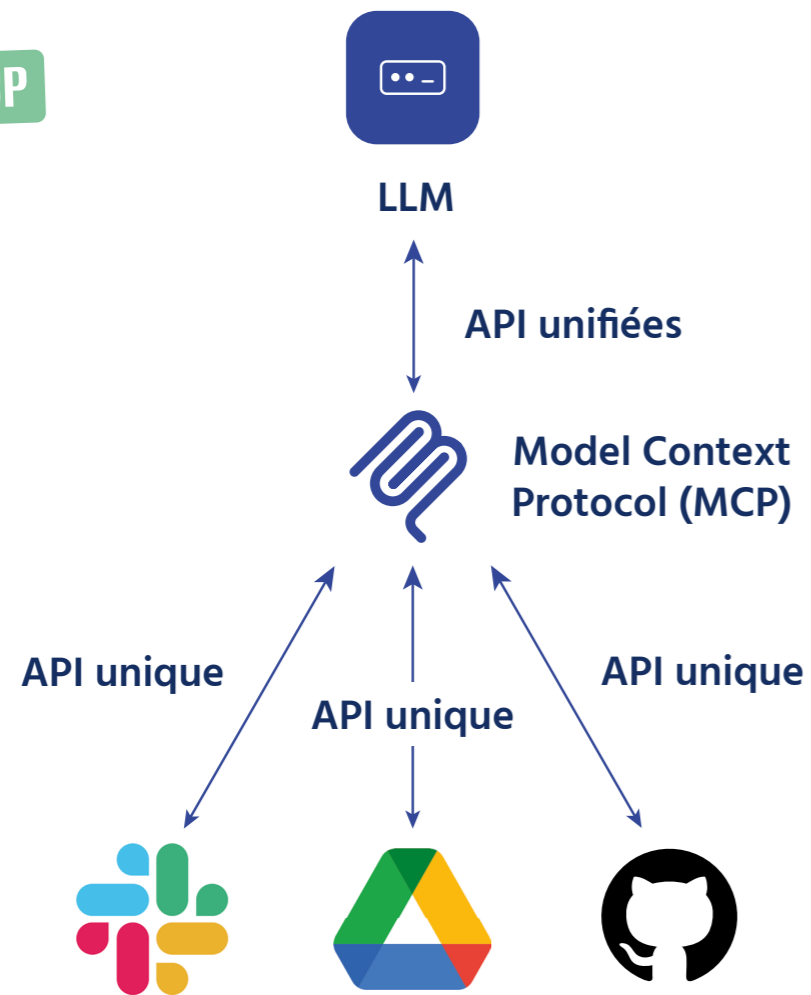 P
LLM
API unifiées
Model Context
Protocol (MCP)
API unique
API unique
API unique